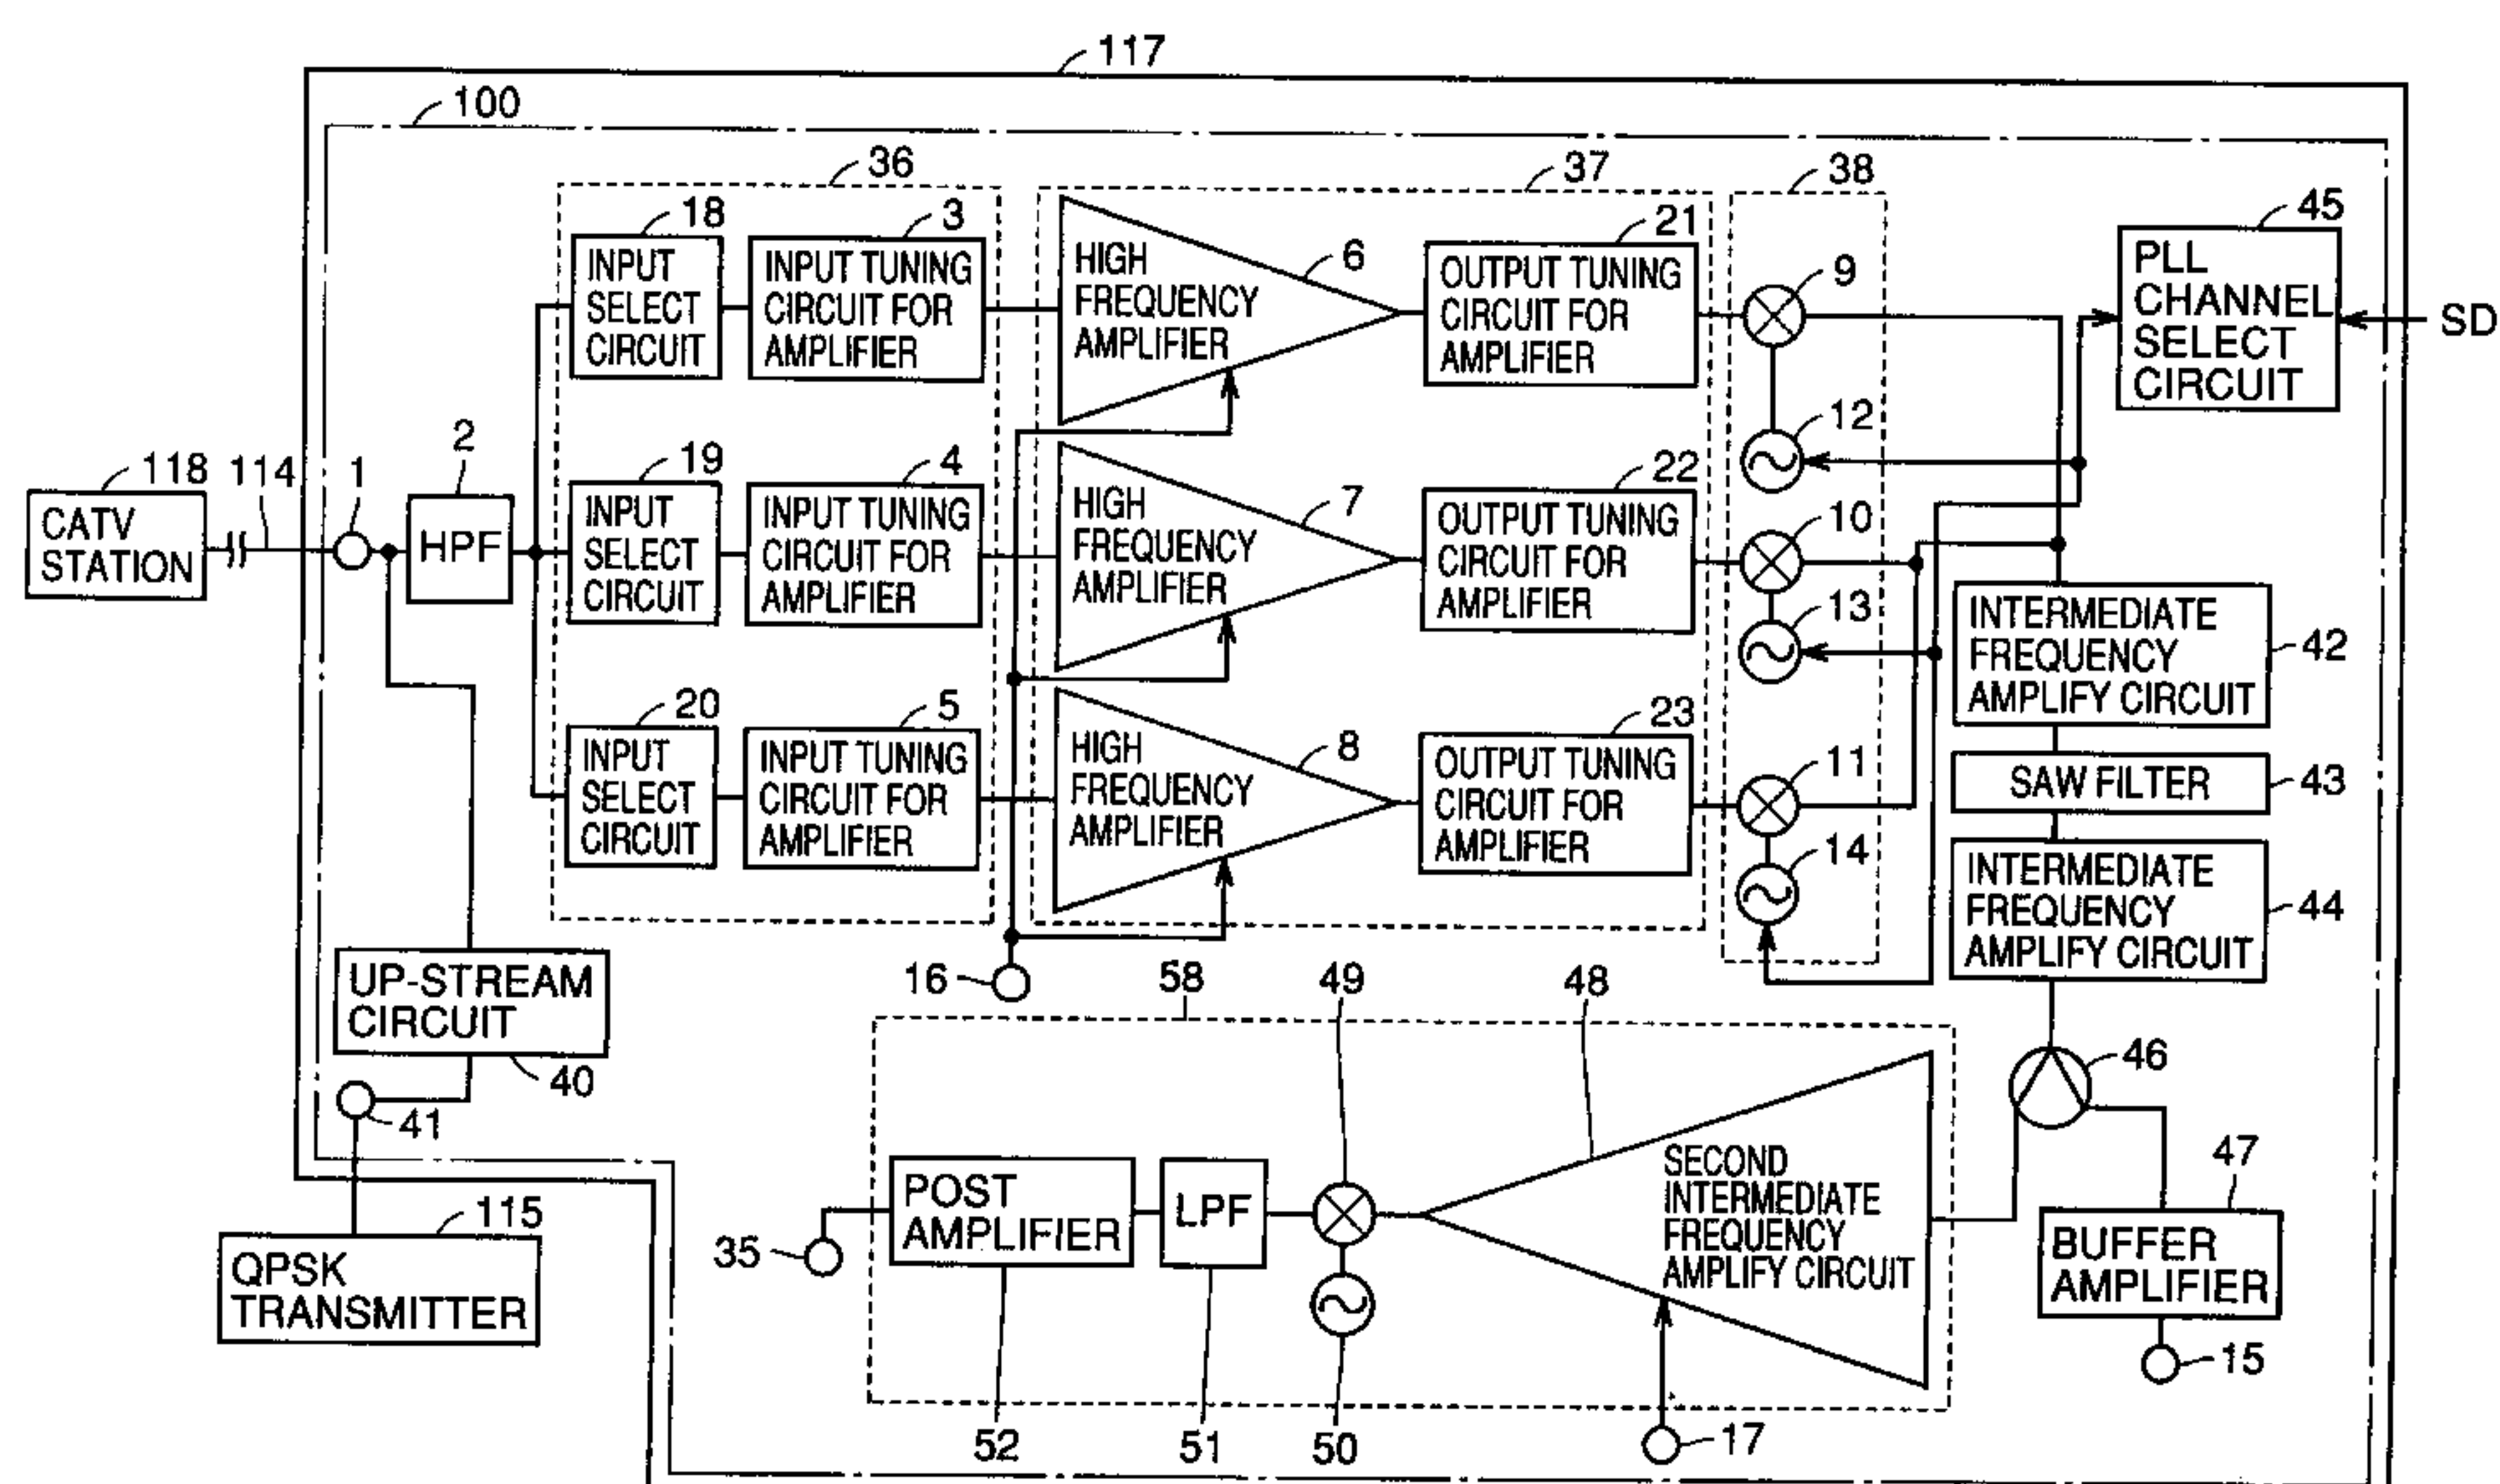 117
100
36
37
38
18
3
6
21
9
45
INPUT
SELECT
CIRCUIT
INPUT TUNING
CIRCUIT FOR
AMPLIFIER
HIGH
FREQUENCY
AMPLIFIER
OUTPUT TUNING
CIRCUIT FOR
AMPLIFIER
PLL
CHANNEL
SELECT
CIRCUIT
SD
12
118
114
1
2
19
4
7
22
10
CATV
STATION
HPF
INPUT
SELECT
CIRCUIT
INPUT TUNING
CIRCUIT FOR
AMPLIFIER
HIGH
FREQUENCY
AMPLIFIER
OUTPUT TUNING
CIRCUIT FOR
AMPLIFIER
13
INTERMEDIATE
FREQUENCY
AMPLIFY CIRCUIT
42
20
5
8
23
11
INPUT
SELECT
CIRCUIT
INPUT TUNING
CIRCUIT FOR
AMPLIFIER
HIGH
FREQUENCY
AMPLIFIER
OUTPUT TUNING
CIRCUIT FOR
AMPLIFIER
SAW FILTER
43
14
INTERMEDIATE
FREQUENCY
AMPLIFY CIRCUIT
44
16
58
49
48
UP-STREAM
CIRCUIT
40
41
46
47
115
QPSK
TRANSMITTER
35
POST
AMPLIFIER
LPF
SECOND
INTERMEDIATE
FREQUENCY
AMPLIFY CIRCUIT
BUFFER
AMPLIFIER
15
52
51
50
17